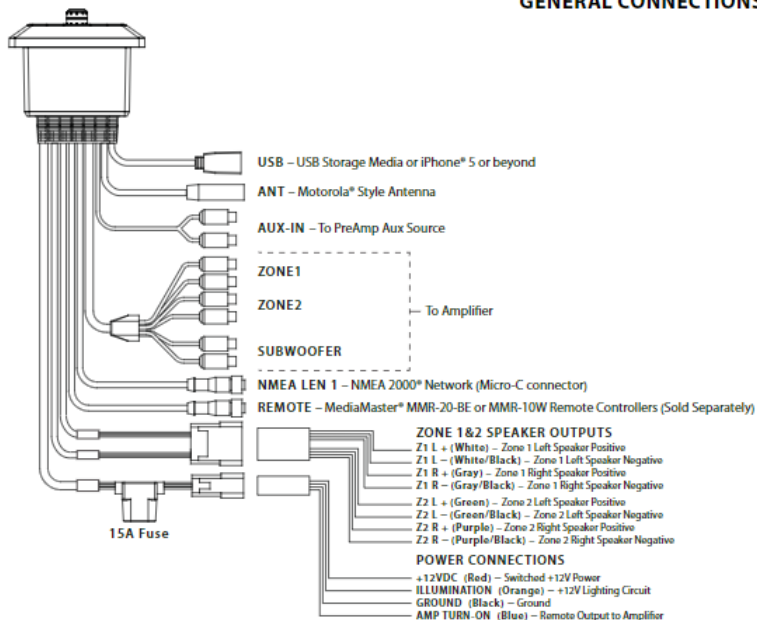 GENERAL CONNECTIONS
USB – USB Storage Media or iPhone® 5 or beyond
ANT – Motorola® Style Antenna
AUX-IN – To PreAmp Aux Source
ZONE1
ZONE2
To Amplifier
SUBWOOFER
NMEA LEN 1 – NMEA 2000® Network (Micro-C connector)
REMOTE – MediaMaster® MMR-20-BE or MMR-10W Remote Controllers (Sold Separately)
ZONE 1&2 SPEAKER OUTPUTS
Z1 L + (White) – Zone 1 Left Speaker Positive
Z1 L – (White/Black) – Zone 1 Left Speaker Negative
Z1 R + (Gray) – Zone 1 Right Speaker Positive
Z1 R – (Gray/Black) – Zone 1 Right Speaker Negative
Z2 L + (Green) – Zone 2 Left Speaker Positive
Z2 L – (Green/Black) – Zone 2 Left Speaker Negative
Z2 R + (Purple) – Zone 2 Right Speaker Positive
Z2 R – (Purple/Black) – Zone 2 Right Speaker Negative
15A Fuse
POWER CONNECTIONS
+12VDC (Red) – Switched +12V Power
ILLUMINATION (Orange) – +12V Lighting Circuit
GROUND (Black) – Ground
AMP TURN-ON (Blue) – Remote Output to Amplifier